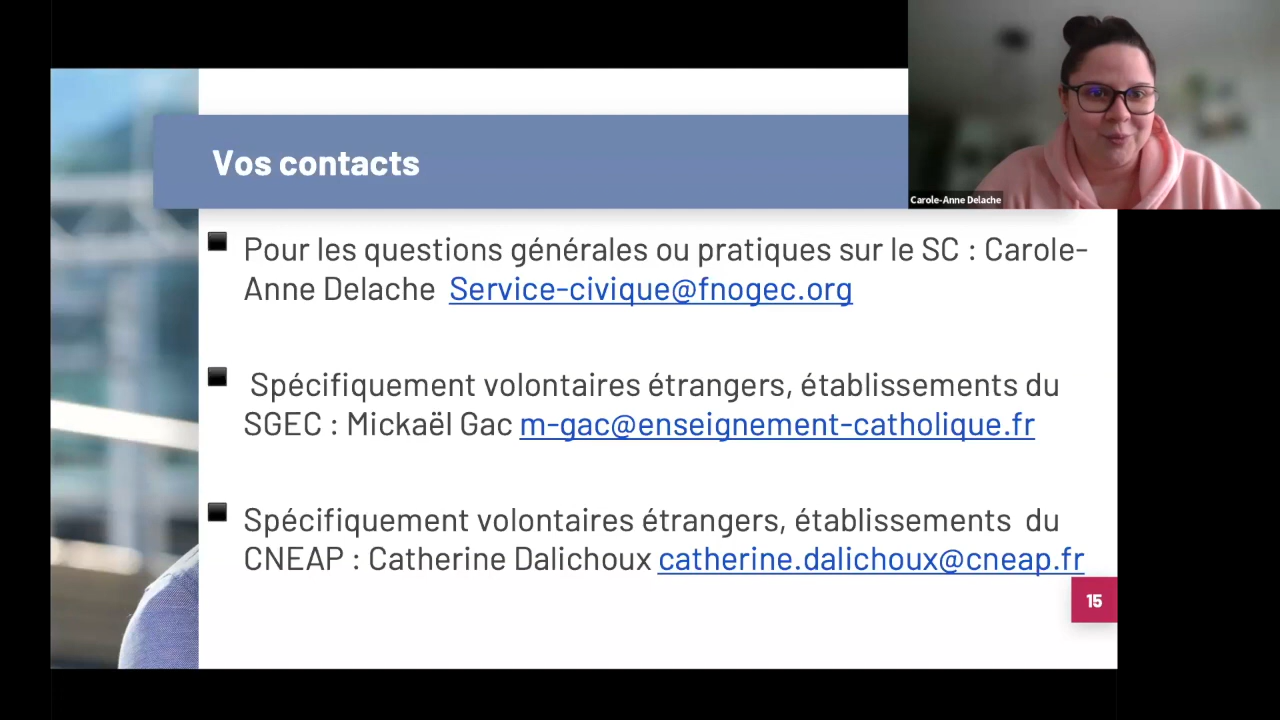 Vos contacts
Carole-Anne Delache
Pour les questions générales ou pratiques sur le SC : Carole-
Anne Delache Service-civique@fnogec.org
Spécifiquement volontaires étrangers, établissements du
SGEC : Mickaël Gac m-gac@enseignement-catholique.fr
Spécifiquement volontaires étrangers, établissements du
CNEAP : Catherine Dalichoux catherine.dalichoux@cneap.fr
15